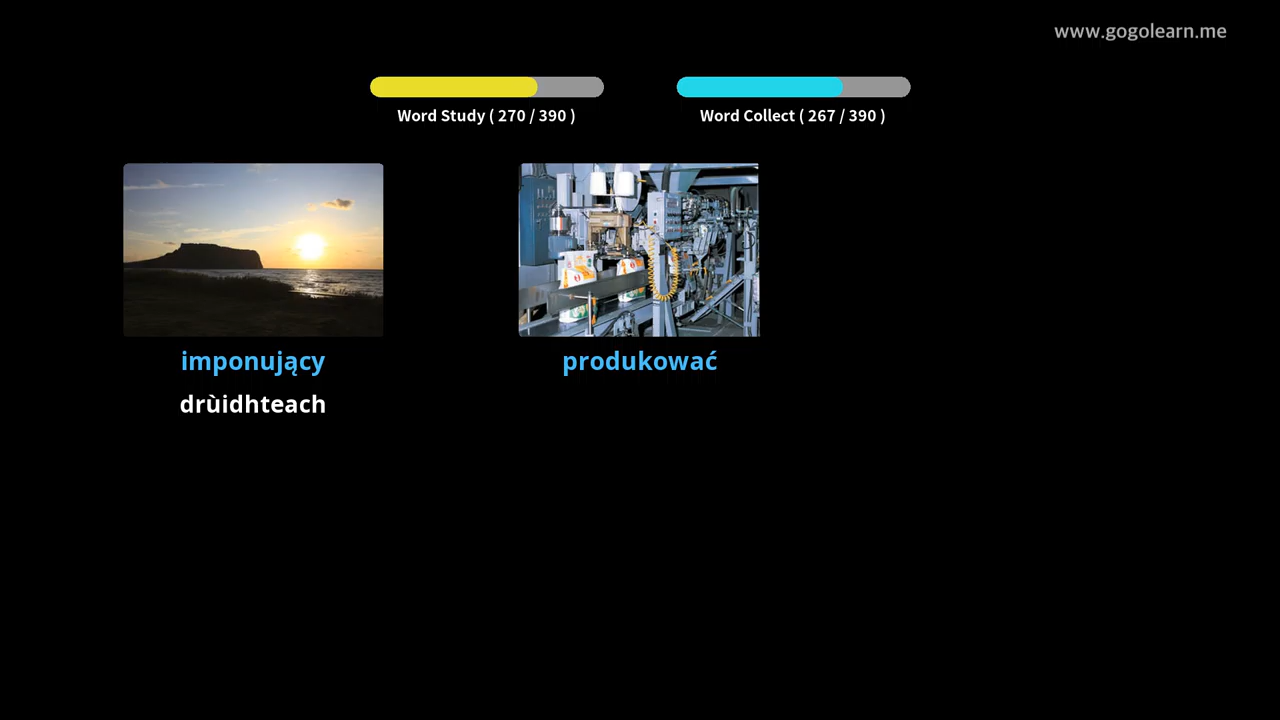 www.gogolearn.me
Word Study ( 270 / 390 )
Word Collect ( 267 / 390 )
imponujący
produkować
drùidhteach